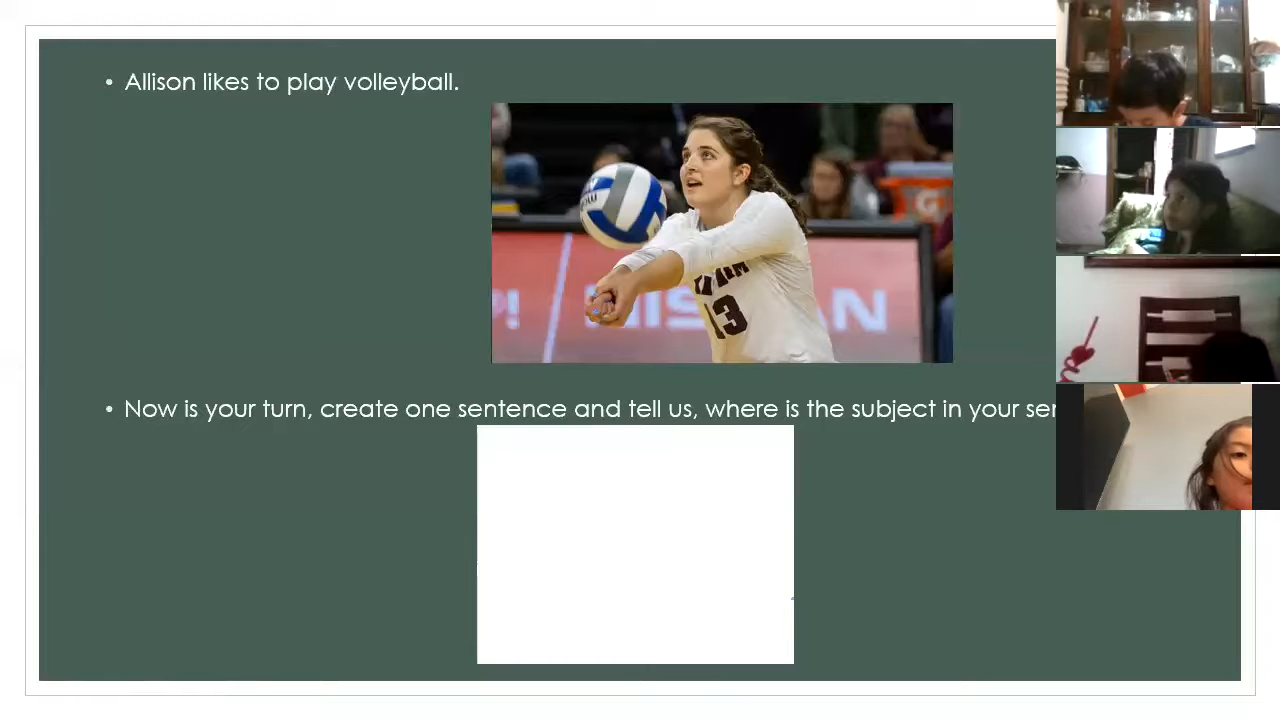 Allison likes to play volleyball.
NISSAN
13
G
Now is your turn, create one sentence and tell us, where is the subject in your